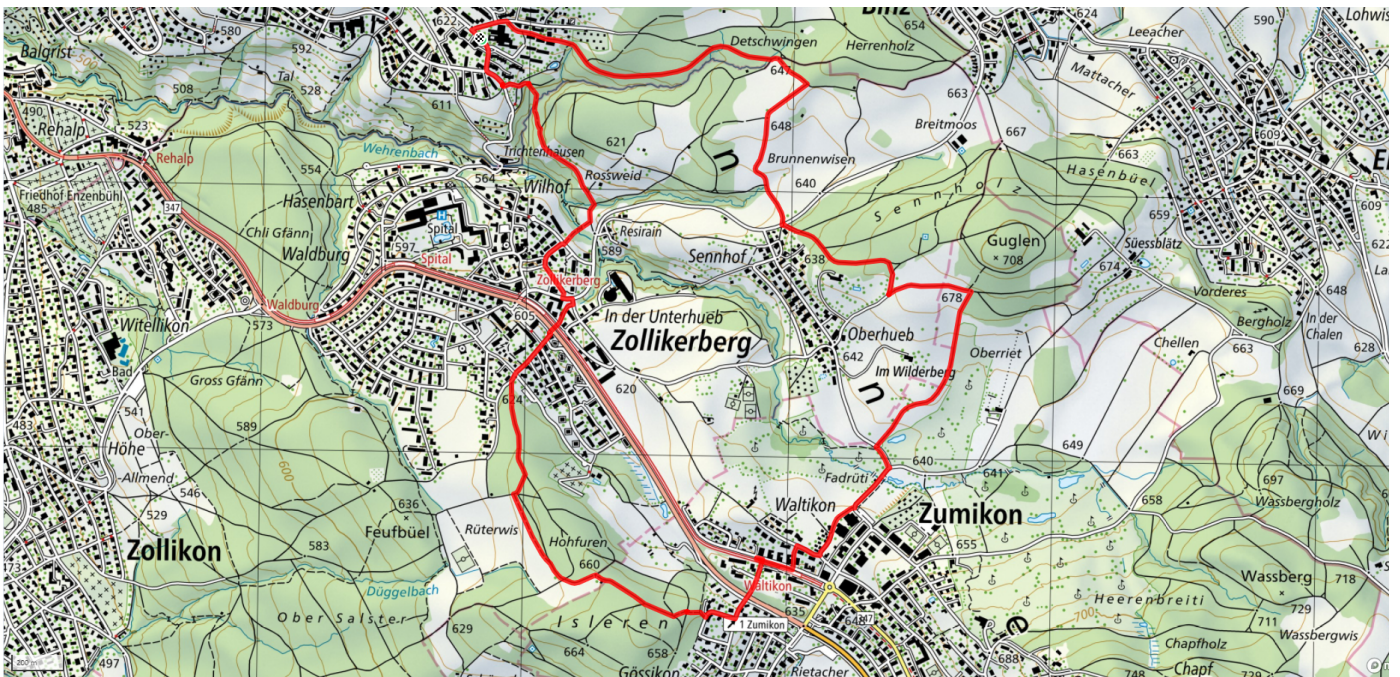 622
580
592
Balgrist
500
Tal
508
528
490
Rehalp
523
Rehalp
611
Wehrenbach
554
564
Trichtenhausen
621
Rossweid
Wilhof
Friedhof Enzenbühl
485
347
Hasenbart
Chli Gfänn
Waldburg
597
Spital
Spital
Resirain
589
Zollikerberg
Waldburg
573
605
In der Unterhueb
Zollikerberg
Witellikon
Bad
Gross Gfänn
541
Ober-
Höhe
-Allmend
483
589
600
546
529
Zollikon
173
583
636
Feufbüel
Düggelbach
Ober Salster
629
497
200 m
624
620
Rüterwis
Hohfuren
660
Isleren
664
658
Gössikon
Binz
654
Detschwingen
Herrenholz
647
648
Brunnenwisen
640
n
Sennhof
638
Sennholz
Guglen
708
678
Oberhueb
642
Im Wilderberg
n
Oberriet
Fadrüti
640
641
649
Waltikon
Zumikon
655
Waltikon
635
1 Zumikon
648
347
Rietacher
e
688
663
Breitmoos
667
624
Leeacher
Mattacher
590
Lohwis
609
663
Hasenbüel
659
Süessblätz
674
609
Vorderes
Bergholz
648
In der
Chalen
628
Chellen
663
669
697
Wassbergholz
658
Wassberg
718
729
711
Heerenbreiti
700
Wassbergwis
Chapfholz
Chapf
748
729